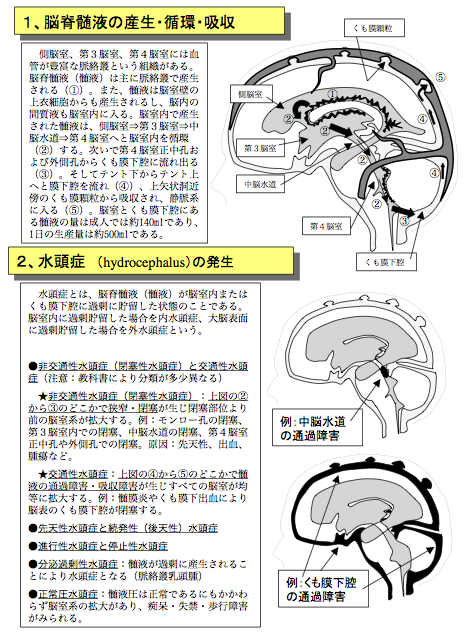 1、脳脊髄液の産生・循環・吸収
側脳室、第３脳室、第４脳室には血
管が豊富な脈絡叢という組織がある。
脳脊髄液（髄液）は主に脈絡叢で産生
される（①）。また、髄液は脳室壁の
上衣細胞からも産生されるし、脳内の
間質液も脳室内に入る。脳室内で産
生された髄液は、側脳室⇒第３脳室⇒中
脳水道⇒第４脳室へと脳室内を循環
（②）する。次いで第４脳室正中孔お
よび外側孔からくも膜下腔に流れ出る
（③）。そしてテント下からテント上
へと膜下腔を流れ（④）、上矢状洞近
傍のくも膜顆粒から吸収され、静脈系
に入る（⑤）。脳室とくも膜下腔にあ
る髄液の量は成人では約140mlであり、
1日の生産量は約500mlである。
くも膜顆粒
側脳室
第３脳室
中脳水道
第４脳室
くも膜下腔
①
②
②
②
②
③
④
④
⑤
2、水頭症　（hydrocephalus）の発生
水頭症とは、脳脊髄液（髄液）が脳室内または
くも膜下腔に過剰に貯留した状態のことである。
脳室内に過剰貯留した場合を内水頭症、大脳表面
に過剰貯留した場合を外水頭症という。
●非交通性水頭症（閉塞性水頭症）と交通性水頭
症（注意：教科書により分類が多少異なる）
★非交通性水頭症（閉塞性水頭症）：上図の②
から③のどこかで狭窄・閉塞が生じ閉塞部位より
前の脳室系が拡大する。例：モンロー孔の閉塞、
第３脳室内での閉塞、中脳水道の閉塞、第４脳室
正中孔や外側孔での閉塞。原因：先天性、出血、
腫瘍など。
★交通性水頭症：上図の④から⑤のどこかで髄
液の通過障害・吸収障害が生じすべての脳室が均
等に拡大する。例：髄膜炎やくも膜下出血により
脳表のくも膜下腔が閉塞する。
●先天性水頭症と続発性（後天性）水頭症
●進行性水頭症と停止性水頭症
●分泌過剰性水頭症：髄液が過剰に産生されるこ
とにより水頭症となる（脈絡叢乳頭腫）
●正常圧水頭症：髄液圧は正常であるにもかかわ
らず脳室系の拡大があり、痴呆・失禁・歩行障害
がみられる。
例：中脳水道
の通過障害
例：くも膜下腔
の通過障害